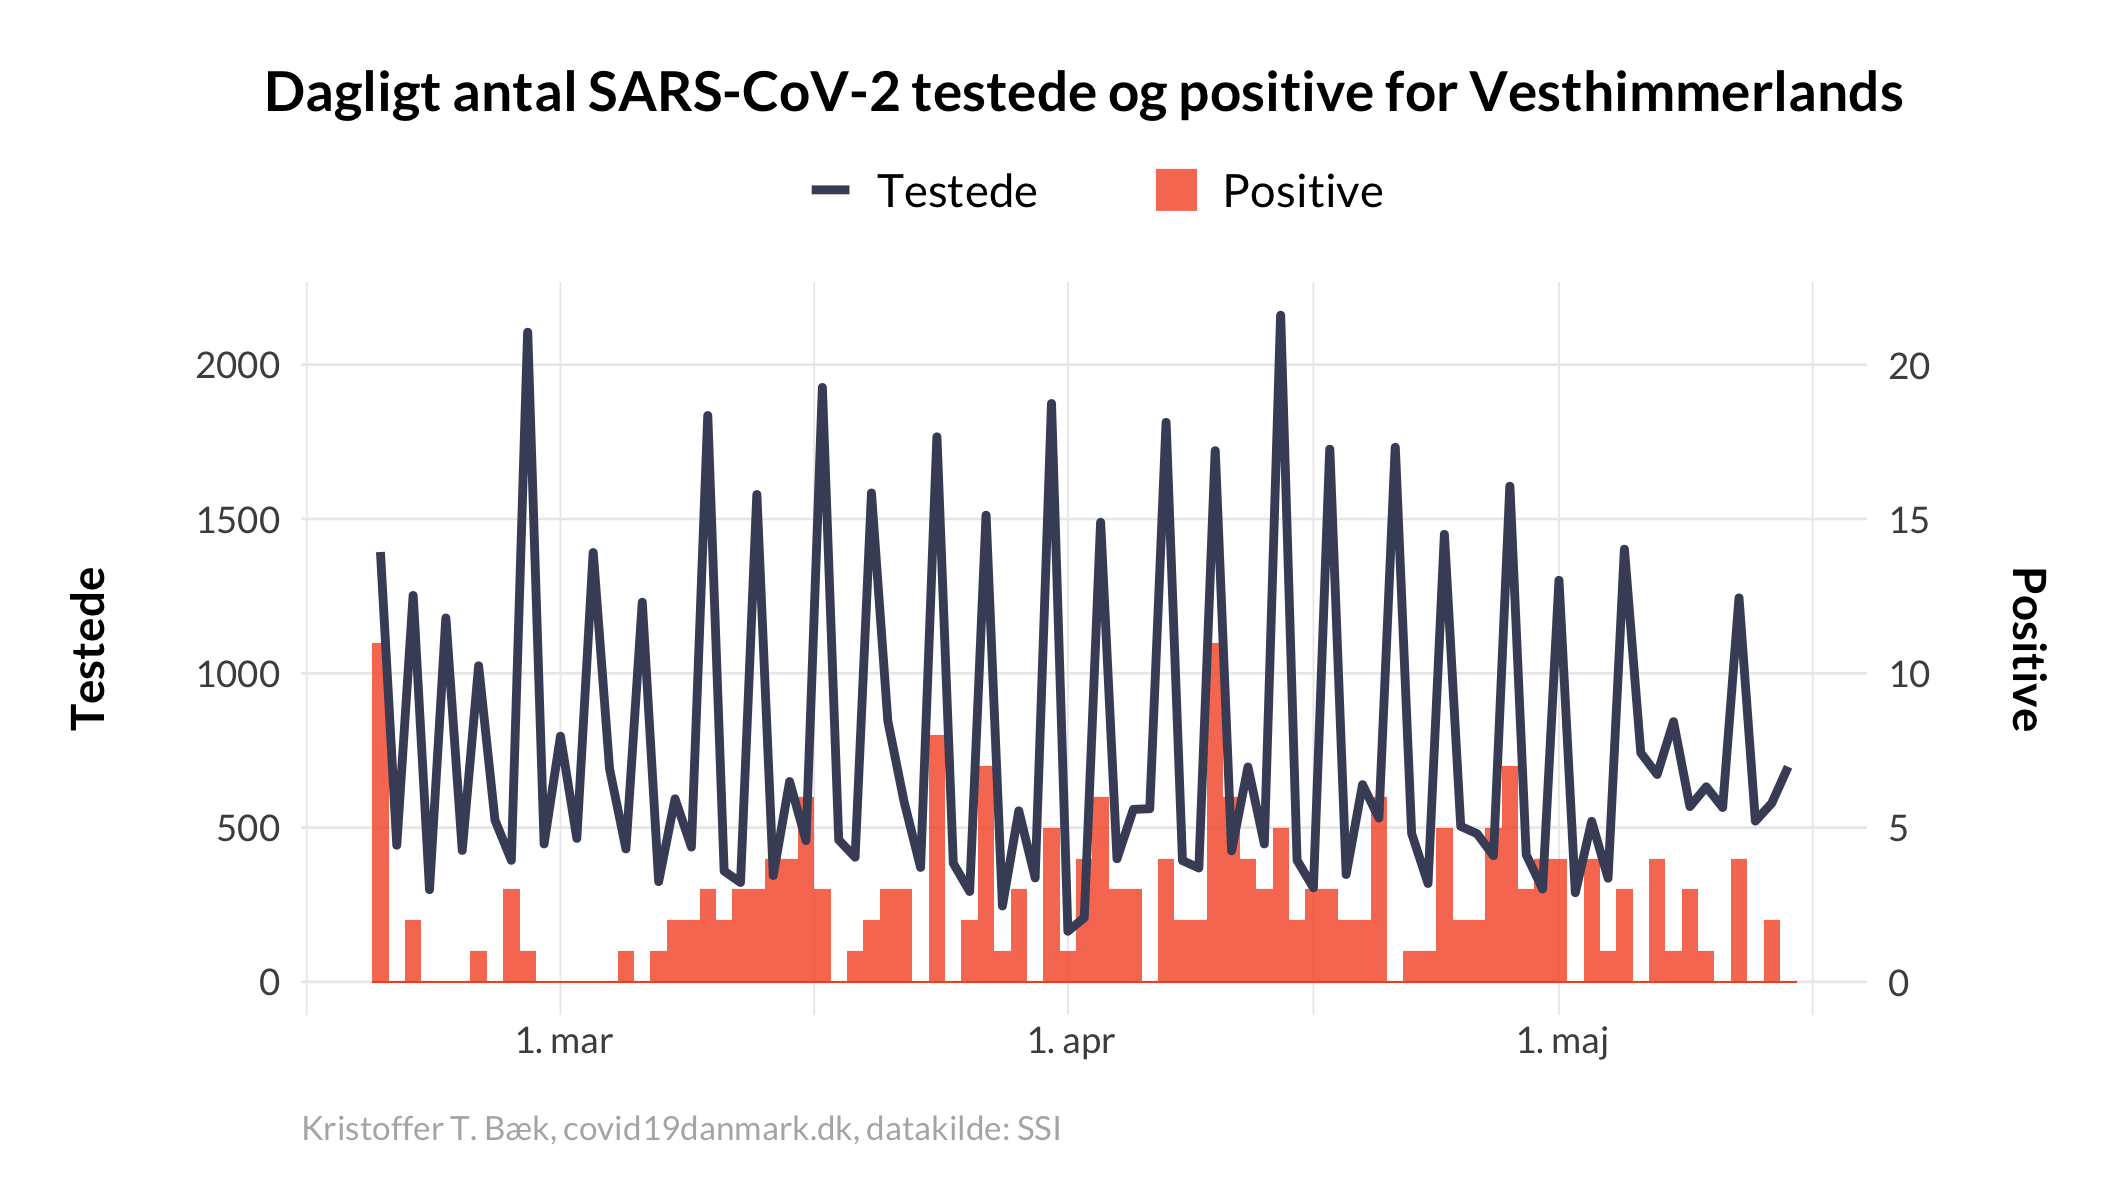 Dagligt antal SARS-CoV-2 testede og positive for Vesthimmerlands
Testede
Positive
2000
1500
1000
500
0
20
15
10
5
0
Testede
Positive
1. mar
1. apr
1. maj
Kristoffer T. Bæk, covid19danmark.dk, datakilde: SSI